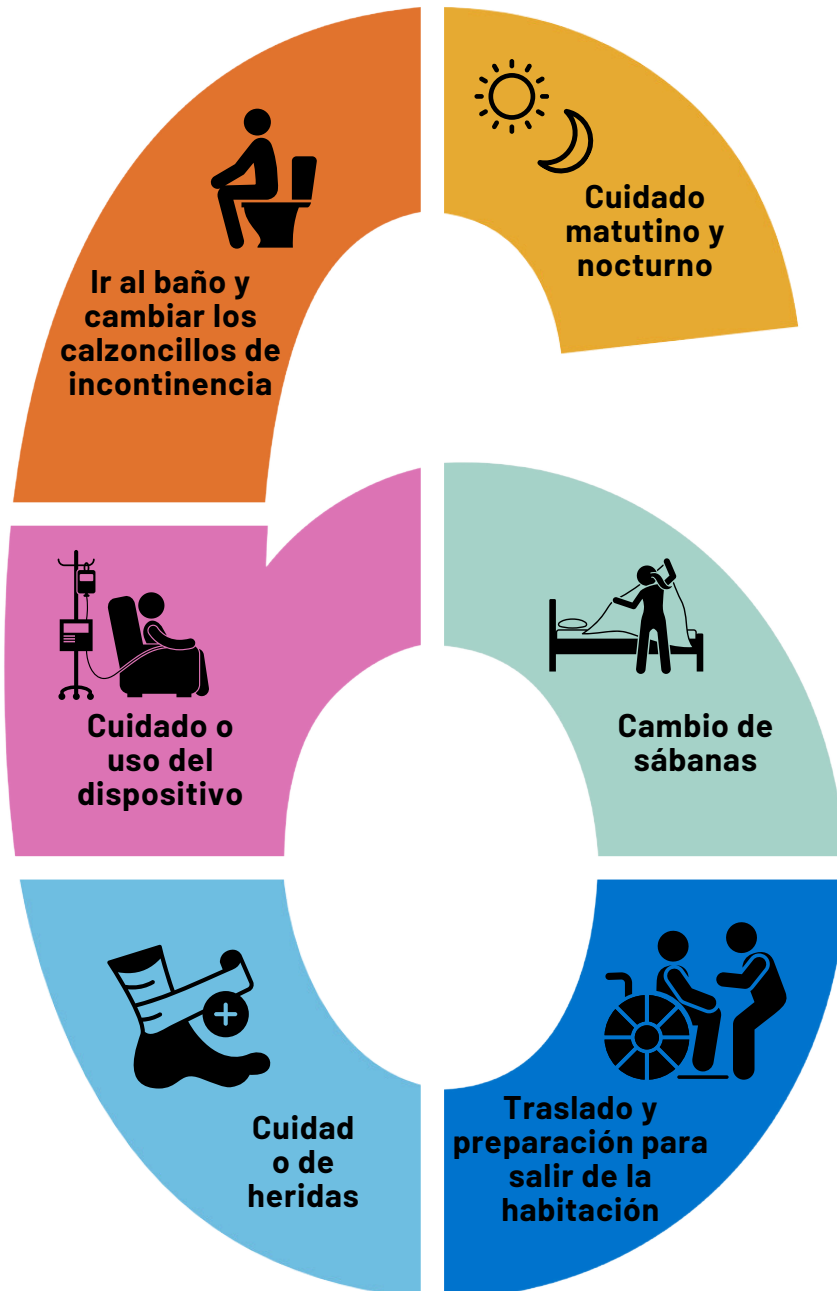 Cuidado
matutino y
nocturno
Ir al baño y
cambiar los
calzoncillos de
incontinencia
Cuidado o
uso del
dispositivo
Cambio de
sábanas
Cuidad
o de
heridas
Traslado y
preparación para
salir de la
habitación